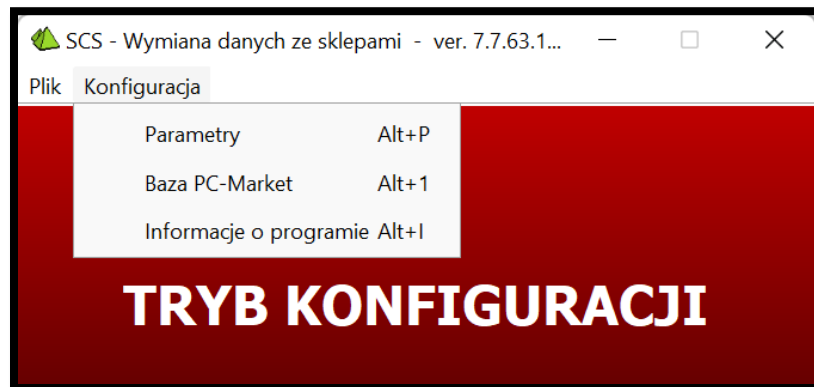 SCS - Wymiana danych ze sklepami - ver. 7.7.63.1...
Plik Konfiguracja
Parametry Alt+P
Baza PC-Market Alt+1
Informacje o programie Alt+I
TRYB KONFIGURACJI